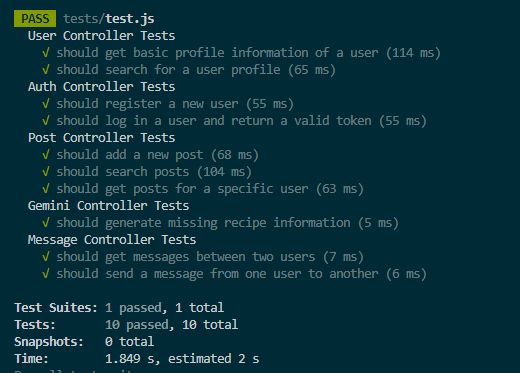 PASS tests/test.js
User Controller Tests
√ should get basic profile information of a user (114 ms)
√ should search for a user profile (65 ms)
Auth Controller Tests
√ should register a new user (55 ms)
√ should log in a user and return a valid token (55 ms)
Post Controller Tests
√ should add a new post (68 ms)
√ should search posts (104 ms)
√ should get posts for a specific user (63 ms)
Gemini Controller Tests
√ should generate missing recipe information (5 ms)
Message Controller Tests
√ should get messages between two users (7 ms)
√ should send a message from one user to another (6 ms)
Test Suites: 1 passed, 1 total
Tests: 10 passed, 10 total
Snapshots: 0 total
Time: 1.849 s, estimated 2 s